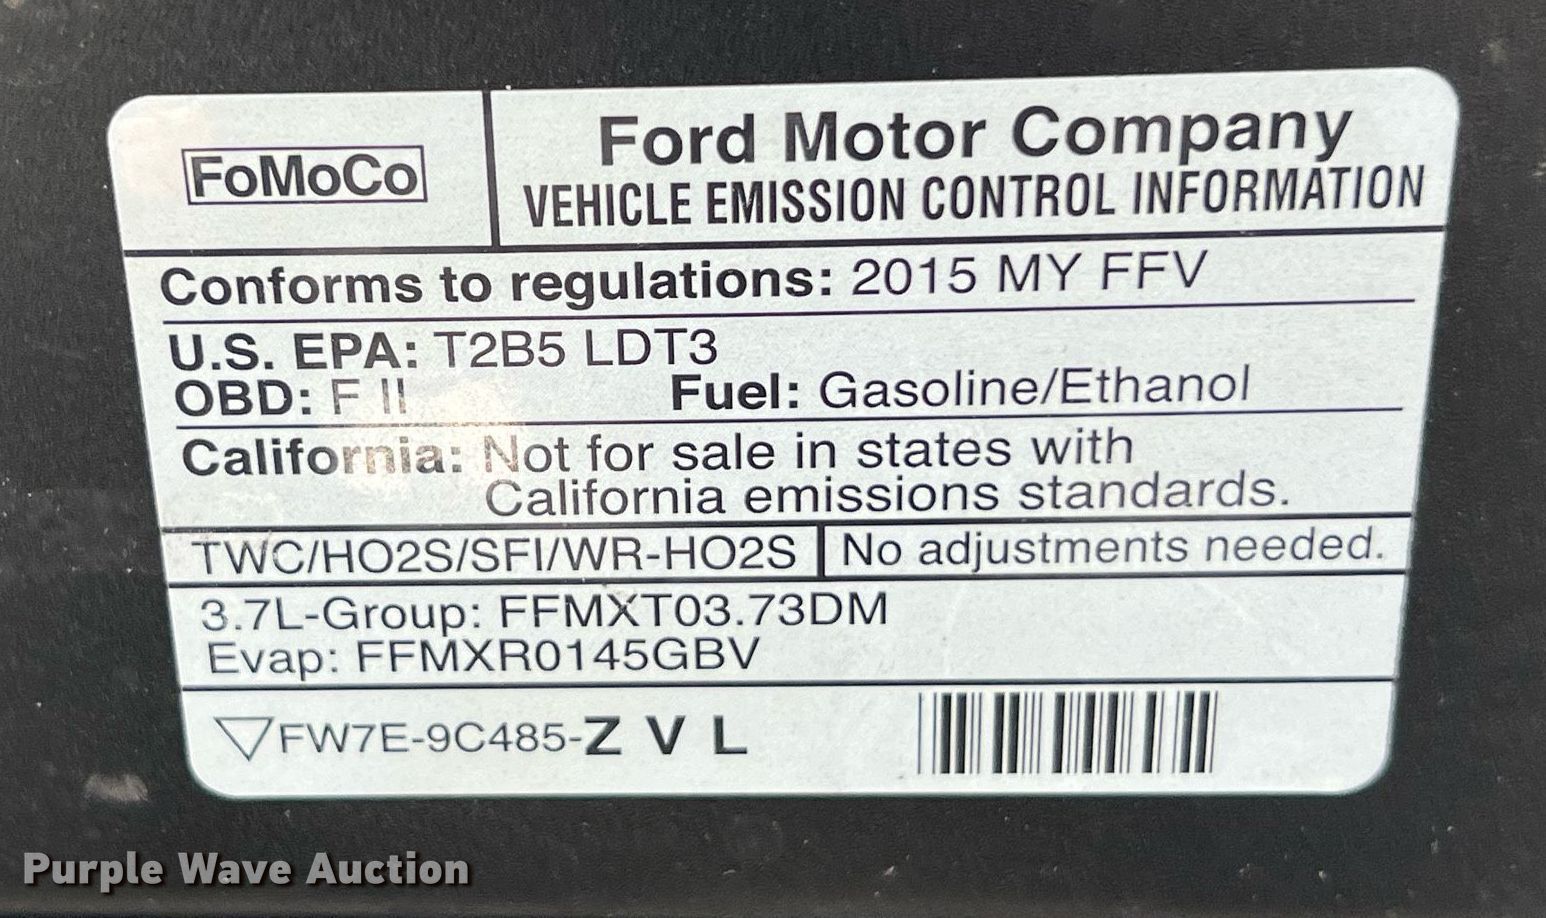 FoMoCo
Ford Motor Company
VEHICLE EMISSION CONTROL INFORMATION
Conforms to regulations: 2015 MY FFV
U.S. EPA: T2B5 LDT3
OBD: F II Fuel: Gasoline/Ethanol
California: Not for sale in states with
California emissions standards.
TWC/HO2S/SFI/WR-HO2S No adjustments needed.
3.7L-Group: FFMXT03.73DM
Evap: FFMXR0145GBV
FW7E-9C485-Z V L
Purple Wave Auction